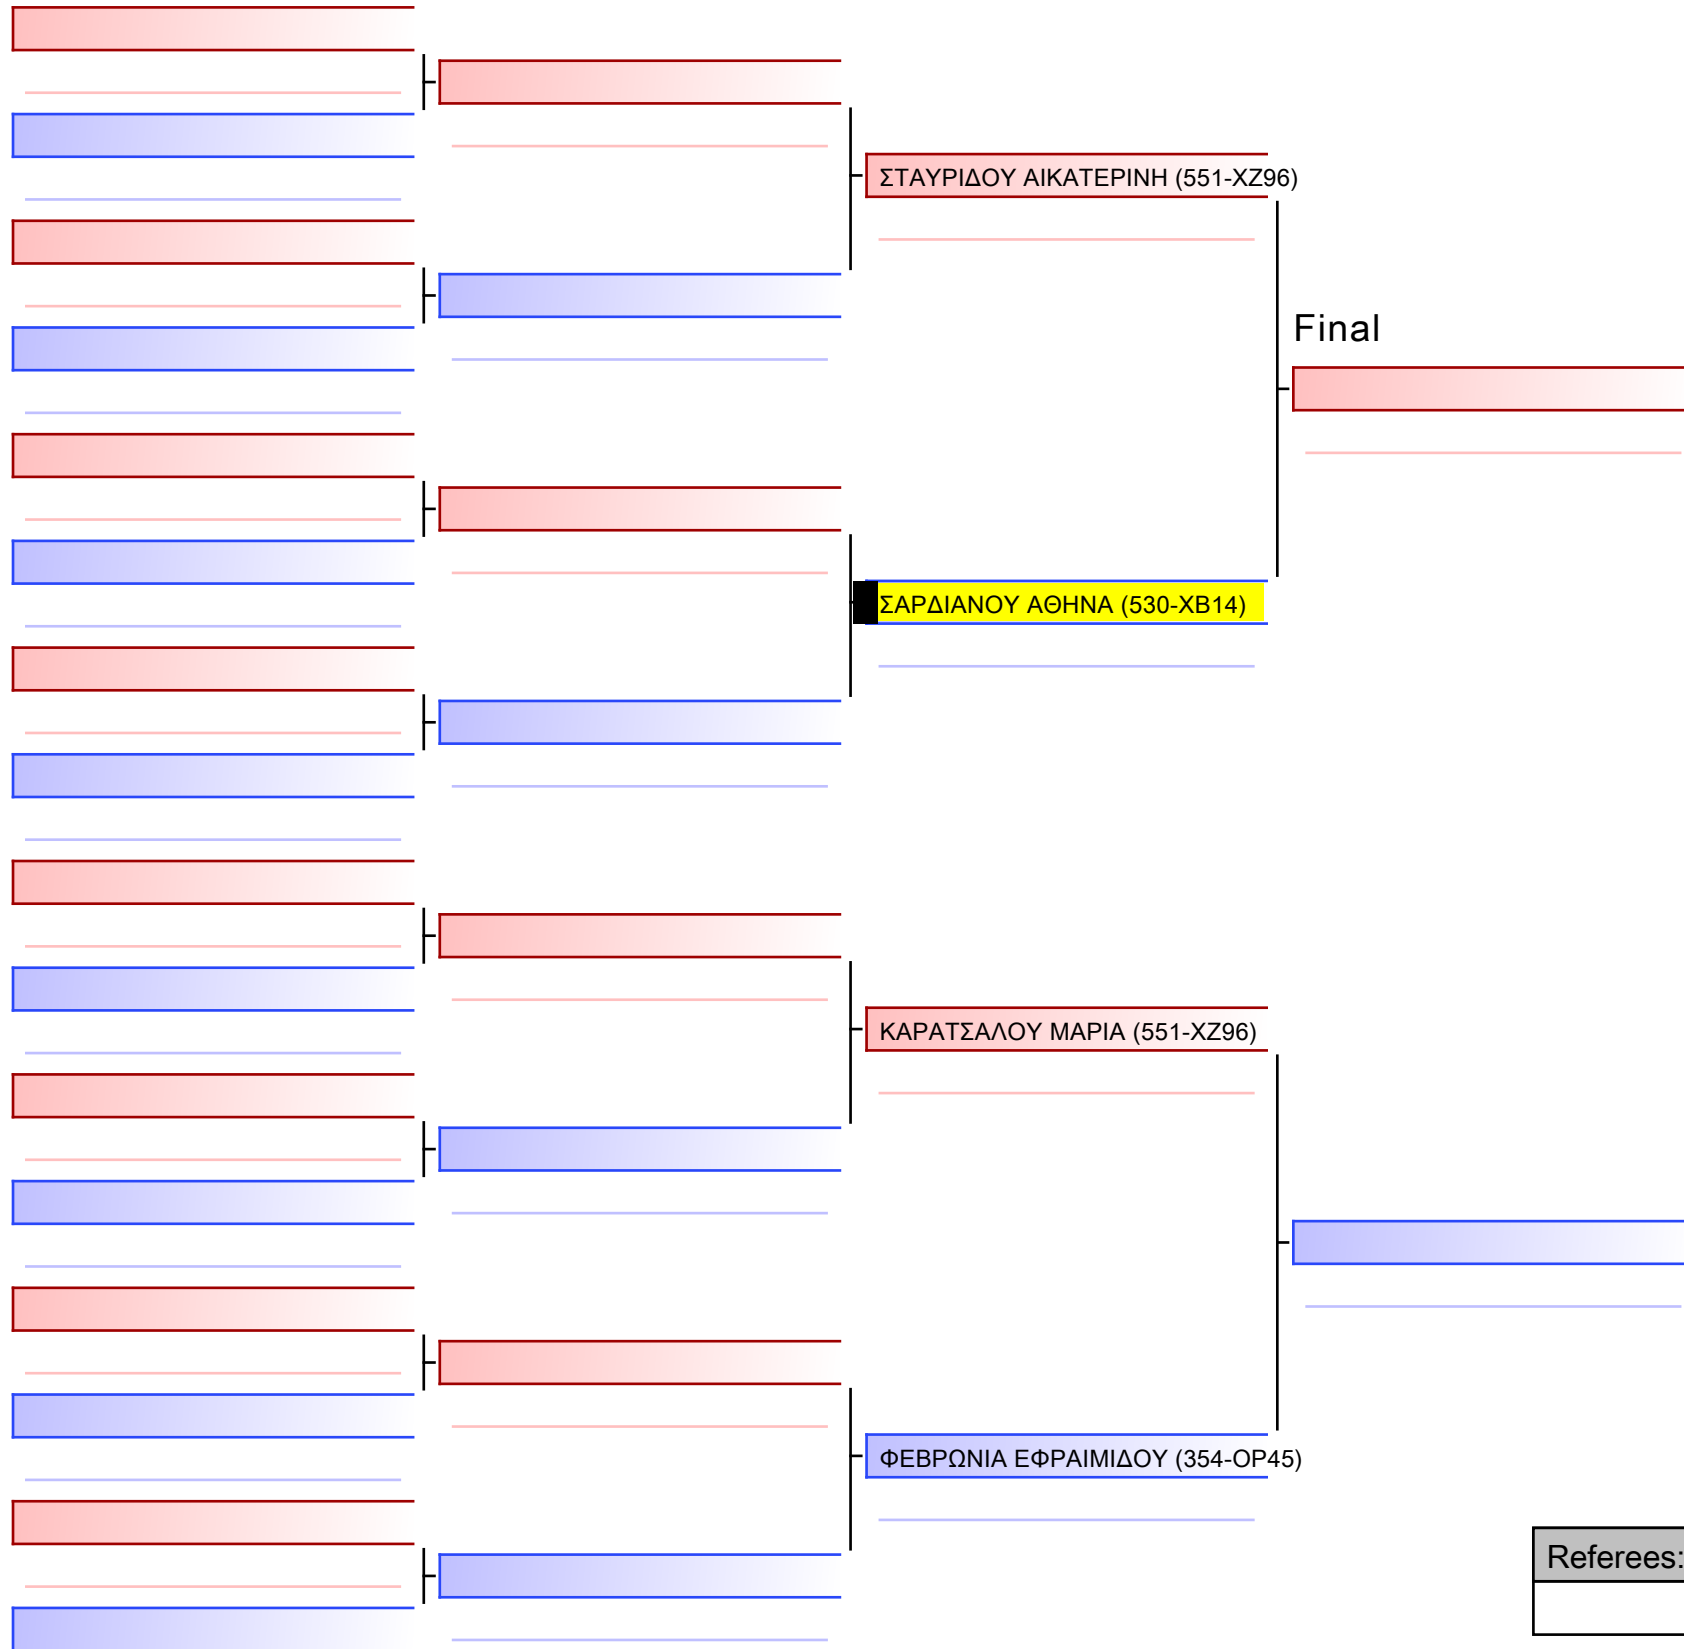 ΣΤΑΥΡΙΔΟΥ ΑΙΚΑΤΕΡΙΝΗ (551-ΧΖ96)
Final
ΣΑΡΔΙΑΝΟΥ ΑΘΗΝΑ (530-ΧΒ14)
ΚΑΡΑΤΣΑΛΟΥ ΜΑΡΙΑ (551-ΧΖ96)
ΦΕΒΡΩΝΙΑ ΕΦΡΑΙΜΙΔΟΥ (354-ΟΡ45)
Referees: